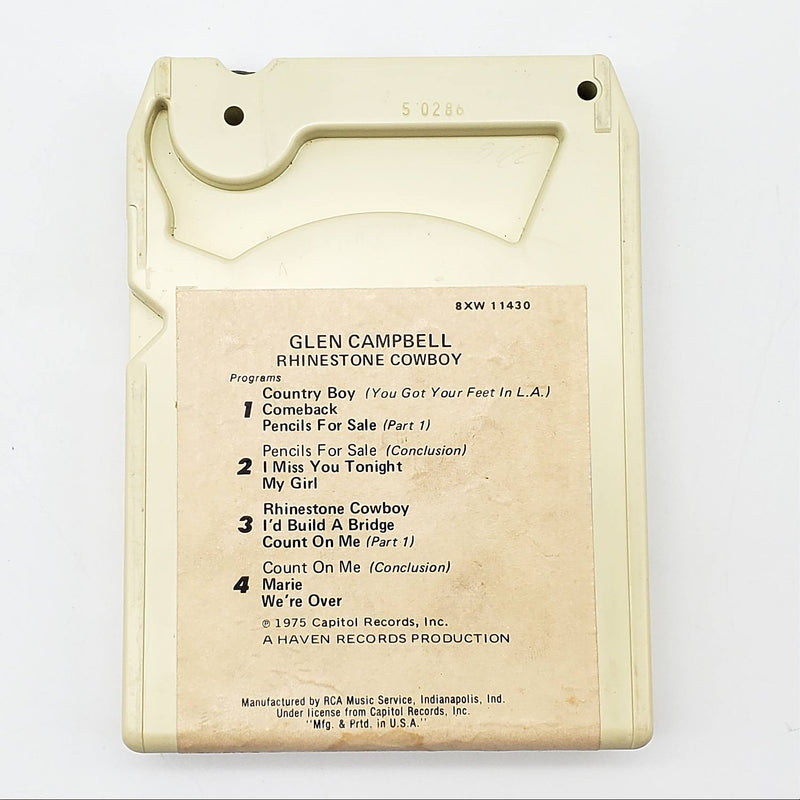 5 0286
8XW 11430
GLEN CAMPBELL
RHINESTONE COWBOY
Programs
1
Country Boy (You Got Your Feet In L.A.)
Comeback
Pencils For Sale (Part 1)
2
Pencils For Sale (Conclusion)
I Miss You Tonight
My Girl
3
Rhinestone Cowboy
I'd Build A Bridge
Count On Me (Part 1)
4
Count On Me (Conclusion)
Marie
We're Over
℗ 1975 Capitol Records, Inc.
A HAVEN RECORDS PRODUCTION
Manufactured by RCA Music Service, Indianapolis, Ind.
Under license from Capitol Records, Inc.
"Mfg. & Prtd. in U.S.A."